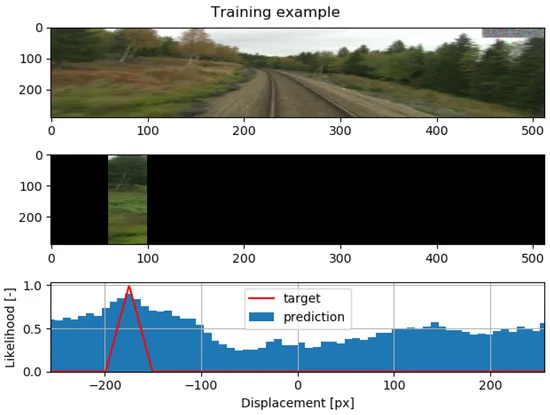 Training example
0
100
200
0 100 200 300 400 500
0
100
200
0 100 200 300 400 500
1.0
0.5
0.0
Likelihood [-]
target
prediction
−200 −100 0 100 200
Displacement [px]